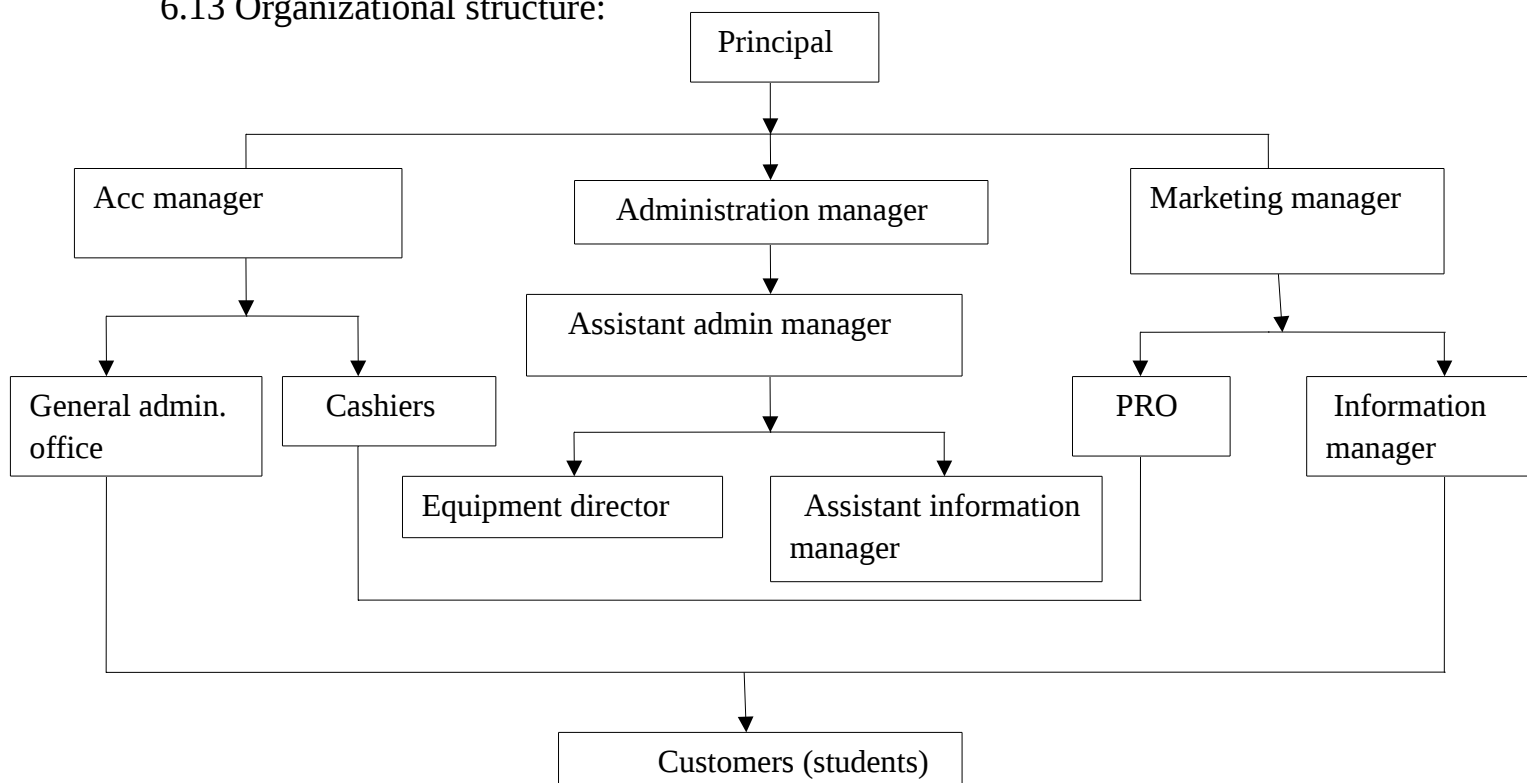 6.13 Organizational structure:
Principal
Acc manager
Administration manager
Marketing manager
Assistant admin manager
General admin.
office
Cashiers
PRO
Information
manager
Equipment director
Assistant information
manager
Customers (students)